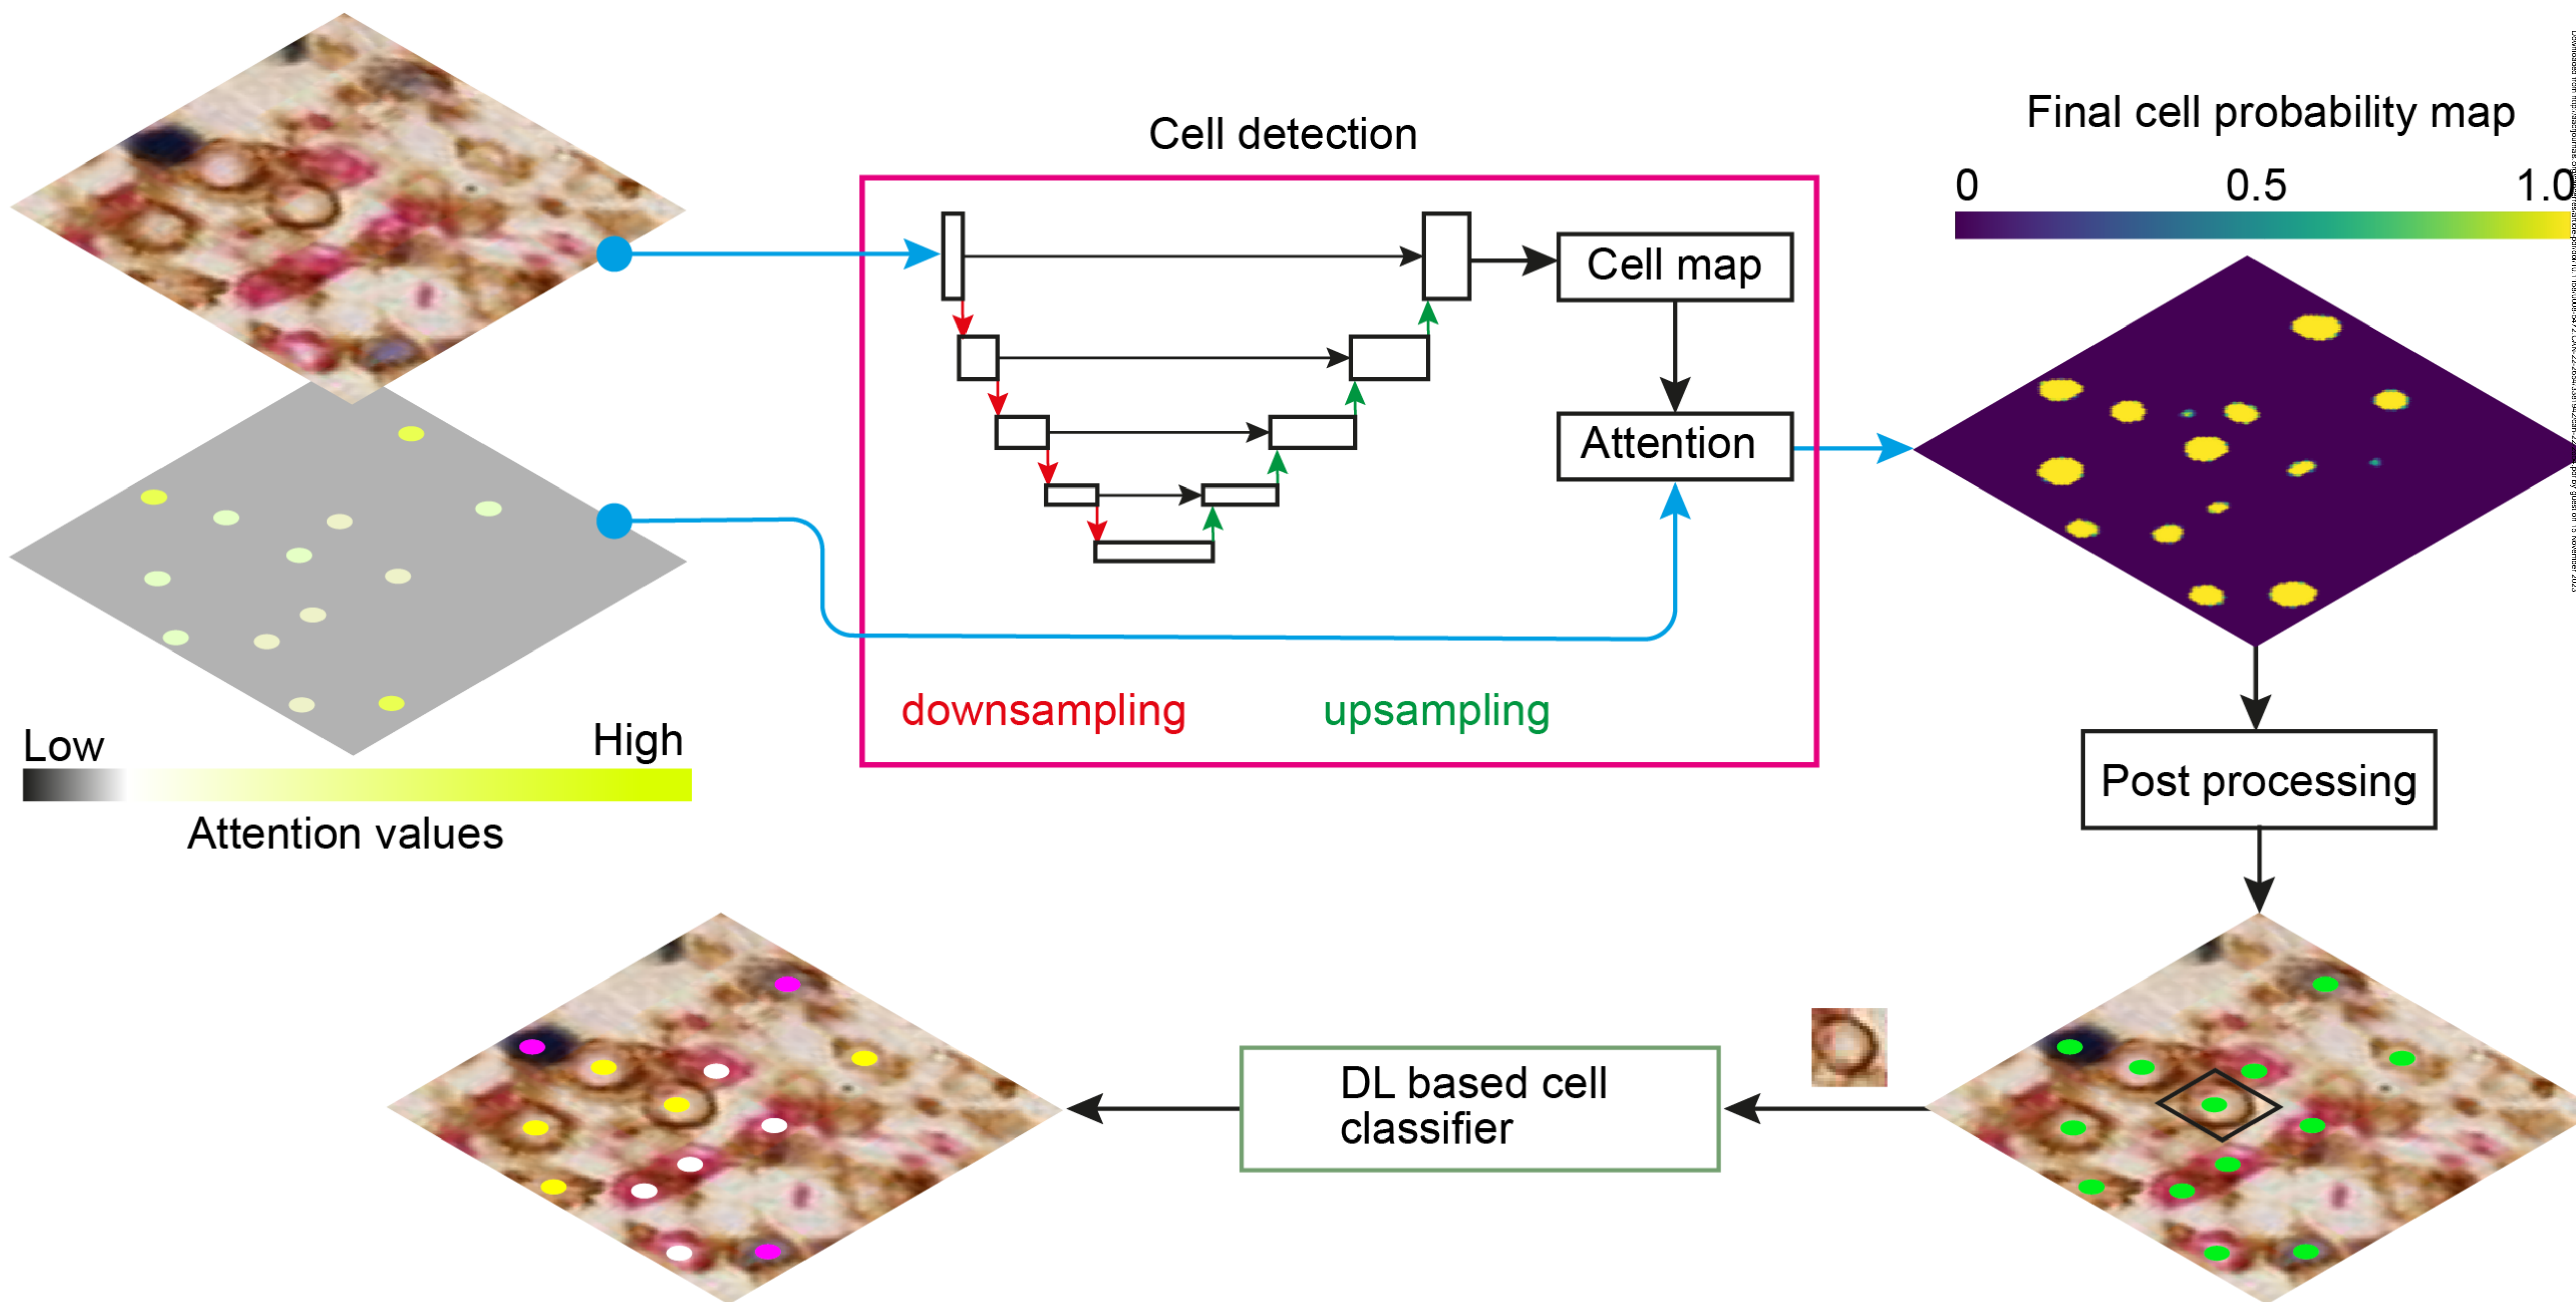 Cell detection
Final cell probability map
0 0.5 1.0
Cell map
Attention
downsampling upsampling
Low High
Attention values
Post processing
DL based cell
classifier